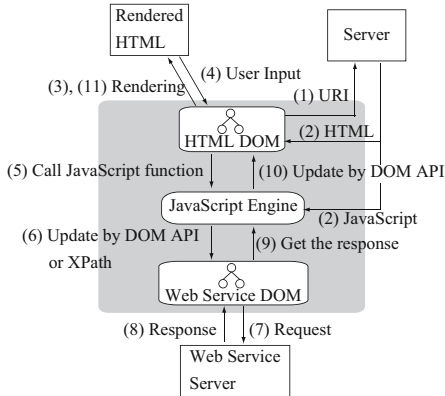 Rendered
HTML
Server
(3), (11) Rendering
(4) User Input
(1) URI
(2) HTML
HTML DOM
(5) Call JavaScript function
(10) Update by DOM API
JavaScript Engine
(2) JavaScript
(6) Update by DOM API
or XPath
(9) Get the response
Web Service DOM
(8) Response
(7) Request
Web Service
Server